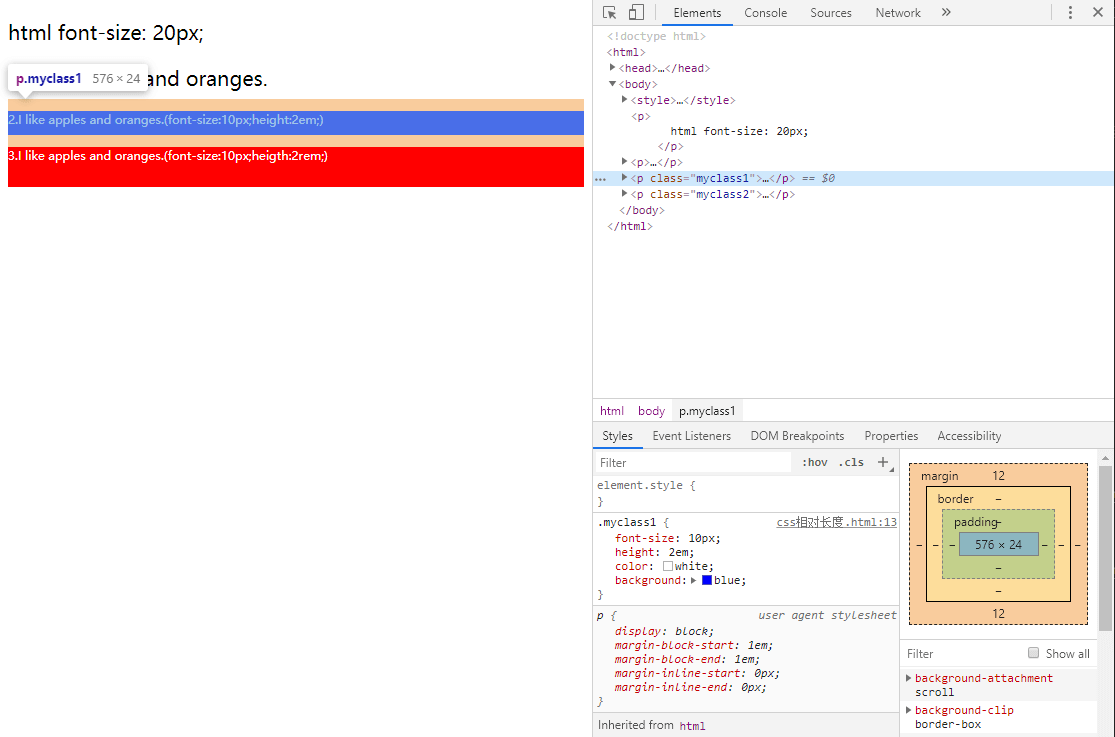 html font-size: 20px;
p.myclass1 576 × 24
and oranges.
2.I like apples and oranges.(font-size:10px;height:2em;)
3.I like apples and oranges.(font-size:10px;heigth:2rem;)
Elements Console Sources Network »
<!doctype html>
<html>
<head>…</head>
<body>
<style>…</style>
<p>
html font-size: 20px;
</p>
<p>…</p>
… <p class="myclass1">…</p> == $0
<p class="myclass2">…</p>
</body>
</html>
html body p.myclass1
Styles Event Listeners DOM Breakpoints Properties Accessibility
Filter :hov .cls +
element.style {
}
.myclass1 { css相对长度.html:13
font-size: 10px;
height: 2em;
color: white;
background: blue;
}
p { user agent stylesheet
display: block;
margin-block-start: 1em;
margin-block-end: 1em;
margin-inline-start: 0px;
margin-inline-end: 0px;
}
Inherited from html
margin 12
border –
padding –
– – – 576 × 24 – – –
–
–
12
Filter Show all
background-attachment
scroll
background-clip
border-box